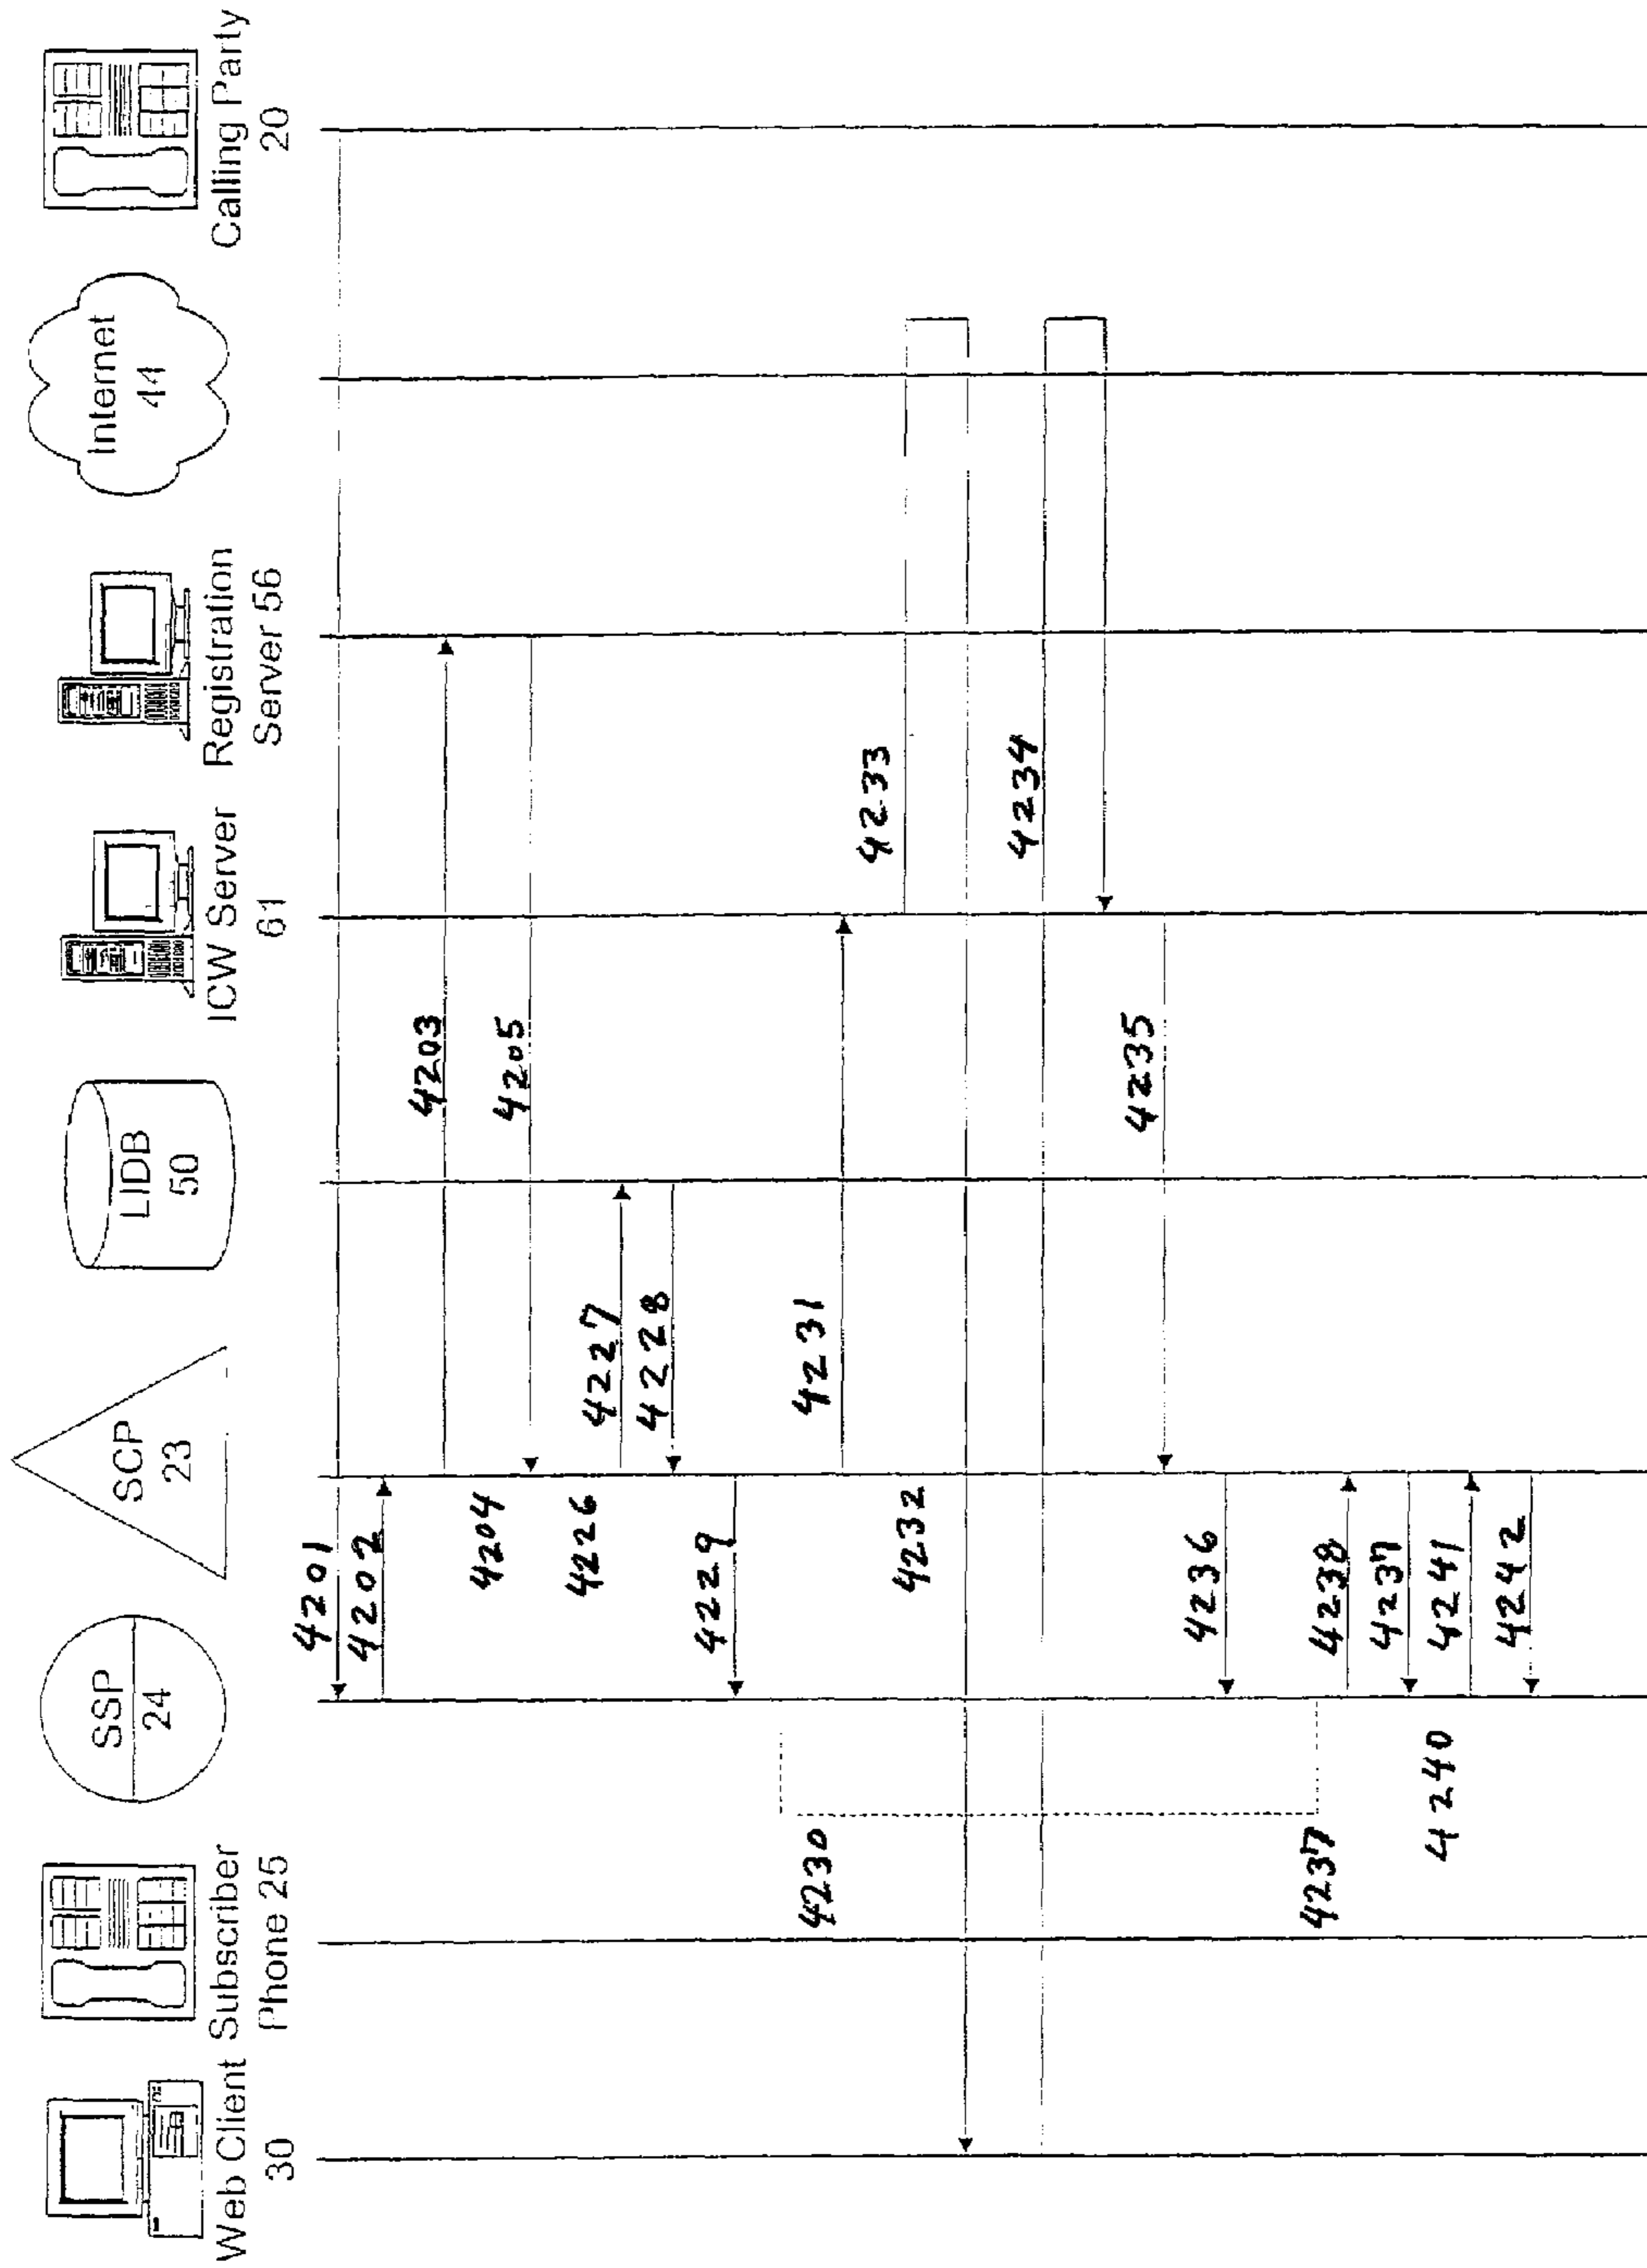 Web Client
30
Subscriber
Phone 25
SSP
24
SCP
23
LIDB
50
ICW Server
61
Registration
Server 56
Internet
44
Calling Party
20
4201
4202
4203
4204
4205
4226
4227
4228
4229
4230
4231
4232
4233
4234
4235
4236
4237
4238
4237
4240
4241
4242